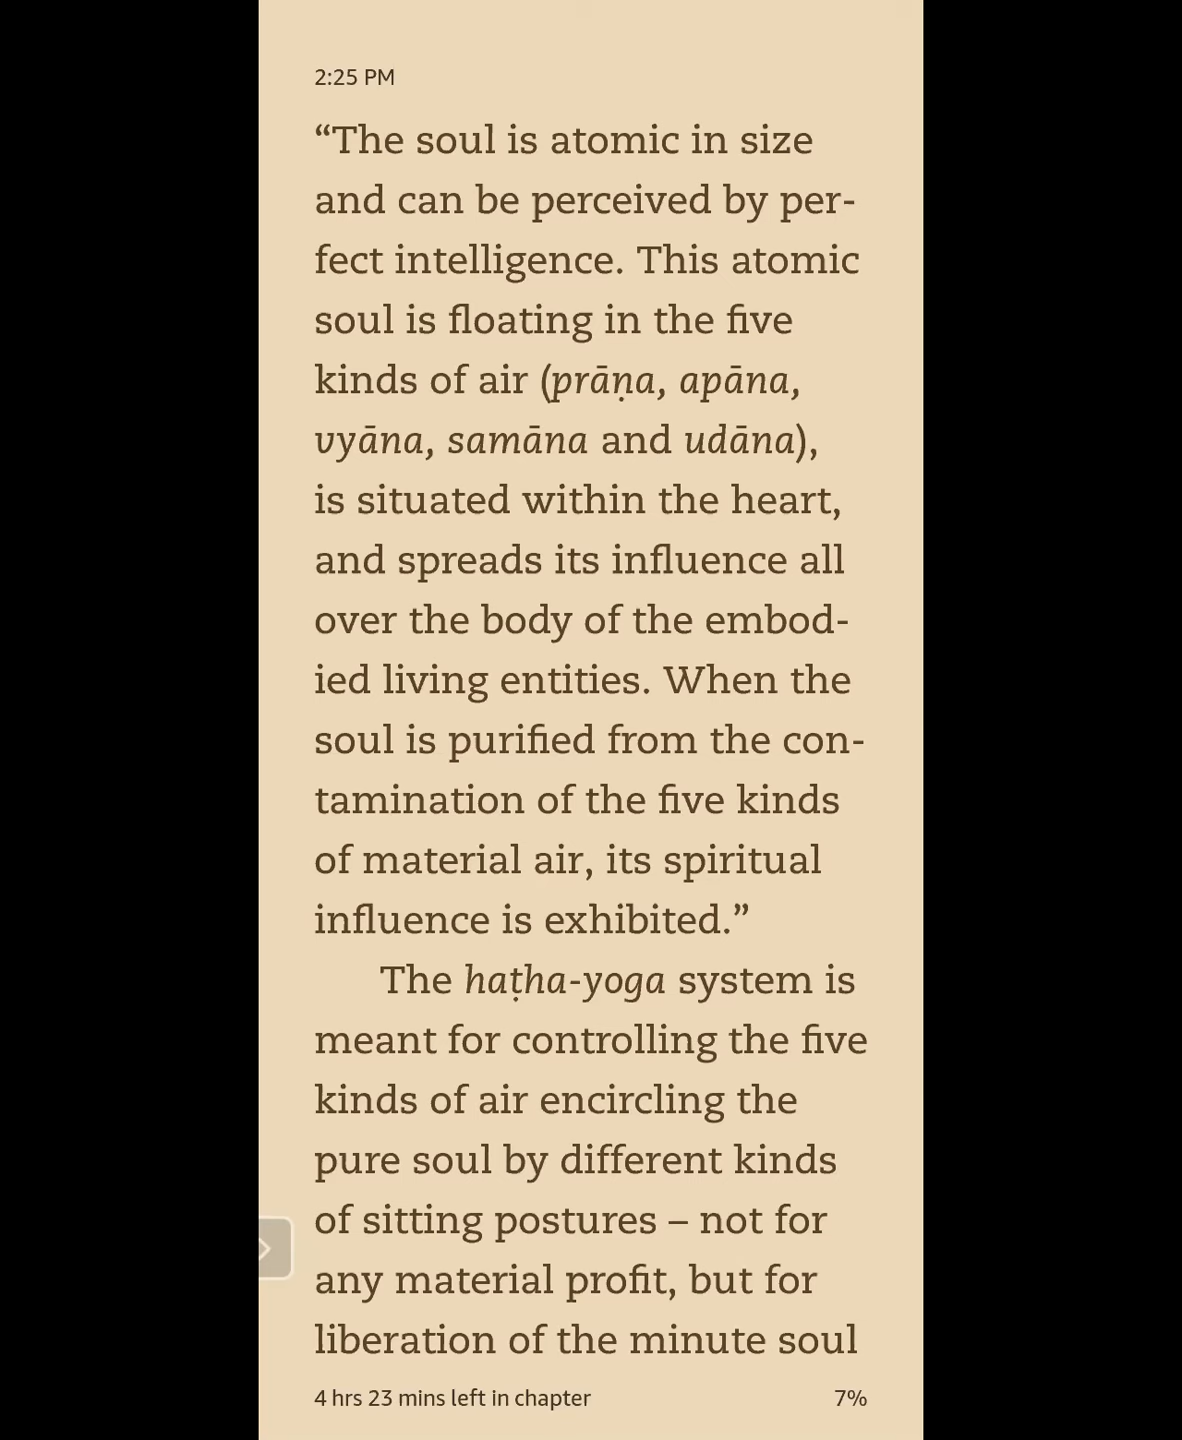 2:25 PM
“The soul is atomic in size
and can be perceived by per-
fect intelligence. This atomic
soul is floating in the five
kinds of air (prāṇa, apāna,
vyāna, samāna and udāna),
is situated within the heart,
and spreads its influence all
over the body of the embod-
ied living entities. When the
soul is purified from the con-
tamination of the five kinds
of material air, its spiritual
influence is exhibited.”
The haṭha-yoga system is
meant for controlling the five
kinds of air encircling the
pure soul by different kinds
of sitting postures – not for
any material profit, but for
liberation of the minute soul
4 hrs 23 mins left in chapter 7%